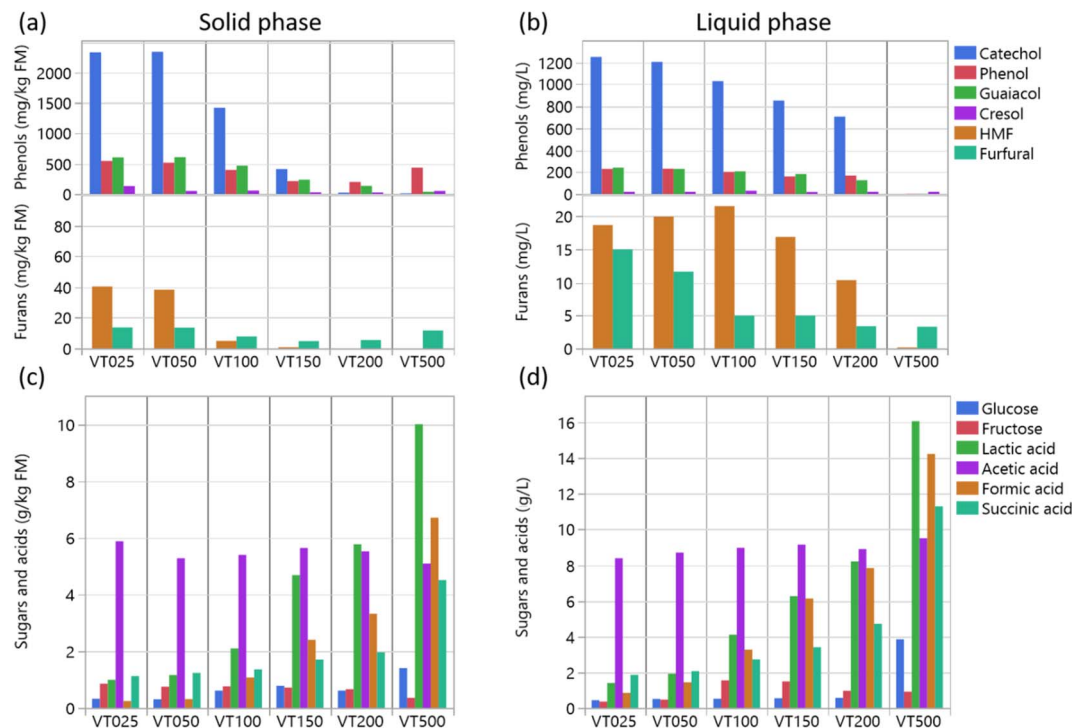 (a) Solid phase
Phenols (mg/kg FM)
2000
1500
1000
500
0
Furans (mg/kg FM)
80
60
40
20
0
VT025 VT050 VT100 VT150 VT200 VT500
(b) Liquid phase
Phenols (mg/L)
1200
1000
800
600
400
200
0
Furans (mg/L)
20
15
10
5
0
VT025 VT050 VT100 VT150 VT200 VT500
Catechol
Phenol
Guaiacol
Cresol
HMF
Furfural
(c)
Sugars and acids (g/kg FM)
10
8
6
4
2
0
VT025 VT050 VT100 VT150 VT200 VT500
(d)
Sugars and acids (g/L)
16
14
12
10
8
6
4
2
0
VT025 VT050 VT100 VT150 VT200 VT500
Glucose
Fructose
Lactic acid
Acetic acid
Formic acid
Succinic acid